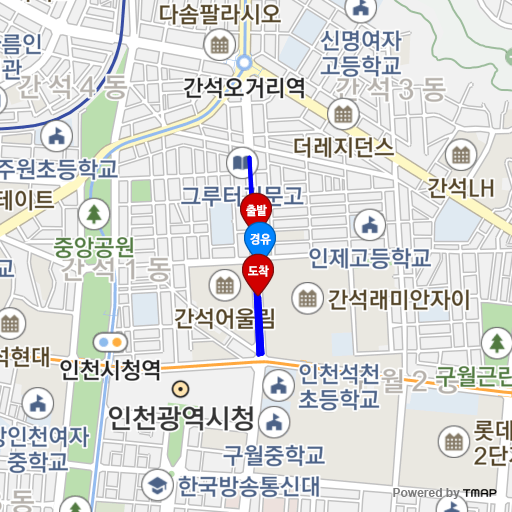 다솜팔라시오
신명여자
고등학교
름인
관
간석4동
간석오거리역
간석3동
더레지던스
주원초등학교
그루터기문고
간석LH
테이트
출발
중앙공원
경유
인제고등학교
교
간석1동
도착
간석래미안자이
간석어울림
석현대
인천시청역
인천석천
초등학교
월2동
구월근린
인천광역시청
상인천여자
중학교
구월중학교
롯데
2단지
한국방송통신대
8동
Powered by TMAP